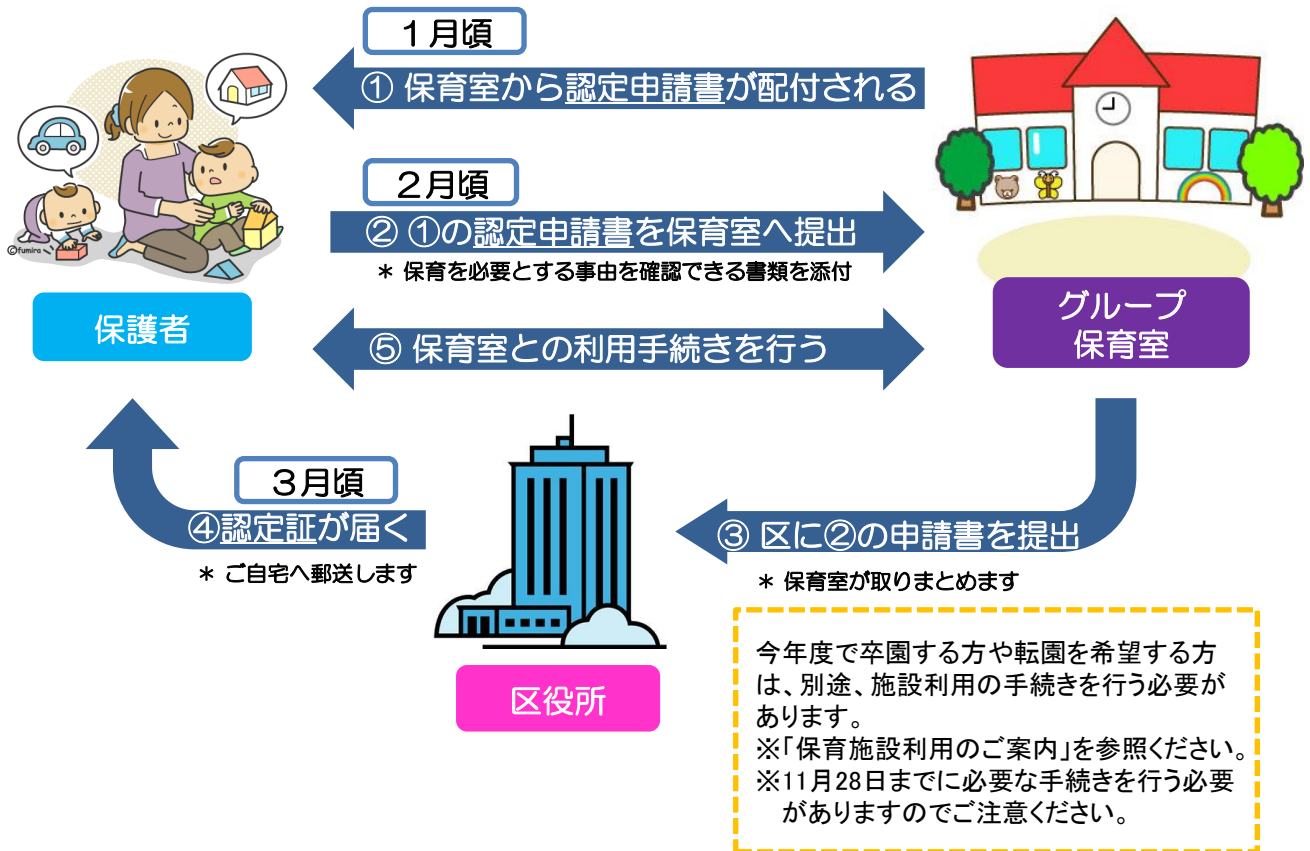 1月頃
① 保育室から認定申請書が配付される
2月頃
② ①の認定申請書を保育室へ提出
＊ 保育を必要とする事由を確認できる書類を添付
©fumira
保護者
グループ
保育室
⑤ 保育室との利用手続きを行う
3月頃
④認定証が届く
＊ ご自宅へ郵送します
③ 区に②の申請書を提出
＊ 保育室が取りまとめます
区役所
今年度で卒園する方や転園を希望する方
は、別途、施設利用の手続きを行う必要が
あります。
※「保育施設利用のご案内」を参照ください。
※11月28日までに必要な手続きを行う必要
がありますのでご注意ください。